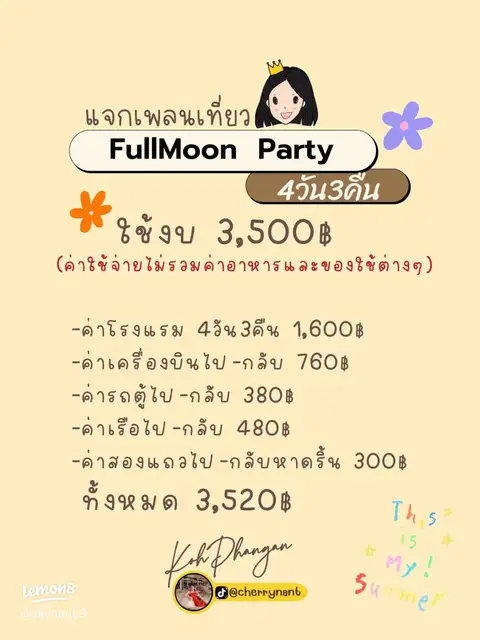 แจกเพลนเที่ยว
FullMoon Party
4วัน3คืน
ใช้งบ 3,500฿
(ค่าใช้จ่ายไม่รวมค่าอาหารและของใช้ต่างๆ)
-ค่าโรงแรม 4วัน3คืน 1,600฿
-ค่าเครื่องบินไป-กลับ 760฿
-ค่ารถตู้ไป-กลับ 380฿
-ค่าเรือไป-กลับ 480฿
-ค่าสองแถวไป-กลับหาดริ้น 300฿
ทั้งหมด 3,520฿
This
is
My!
Summer
Koh Phangan
@cherrynant
lemon8